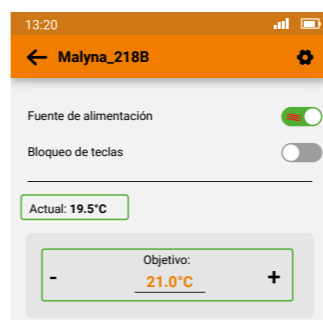 13:20
Malyna_218B
Fuente de alimentación
Bloqueo de teclas
Actual: 19.5°C
Objetivo:
- 21.0°C +